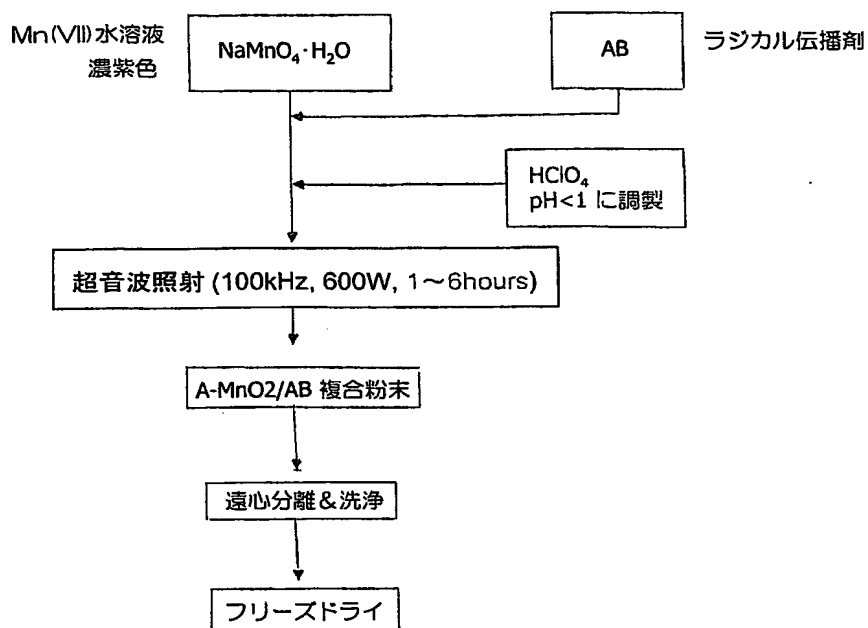 Mn(VII)水溶液
濃紫色
NaMnO₄·H₂O
AB
ラジカル伝播剤
HClO₄
pH<1 に調製
超音波照射 (100kHz, 600W, 1～6hours)
A-MnO2/AB 複合粉末
遠心分離&洗浄
フリーズドライ